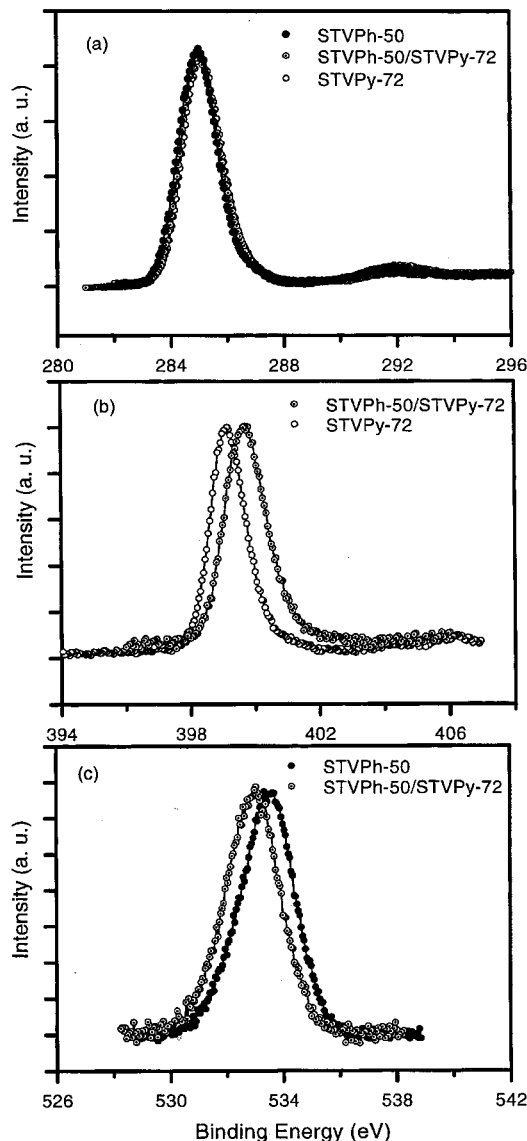 (a)
STVPh-50
STVPh-50/STVPy-72
STVPy-72
Intensity (a. u.)
280 284 288 292 296
(b)
STVPh-50/STVPy-72
STVPy-72
Intensity (a. u.)
394 398 402 406
(c)
STVPh-50
STVPh-50/STVPy-72
Intensity (a. u.)
526 530 534 538 542
Binding Energy (eV)